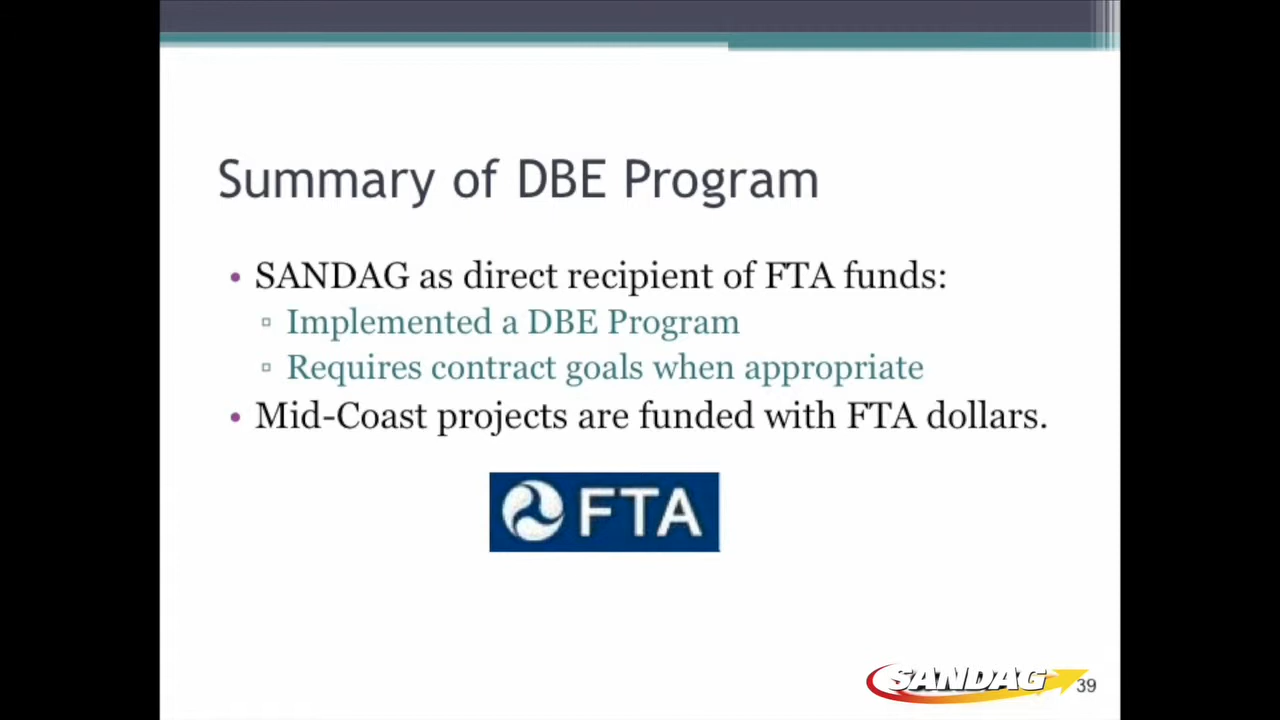 Summary of DBE Program
• SANDAG as direct recipient of FTA funds:
▫ Implemented a DBE Program
▫ Requires contract goals when appropriate
• Mid-Coast projects are funded with FTA dollars.
FTA
SANDAG
39